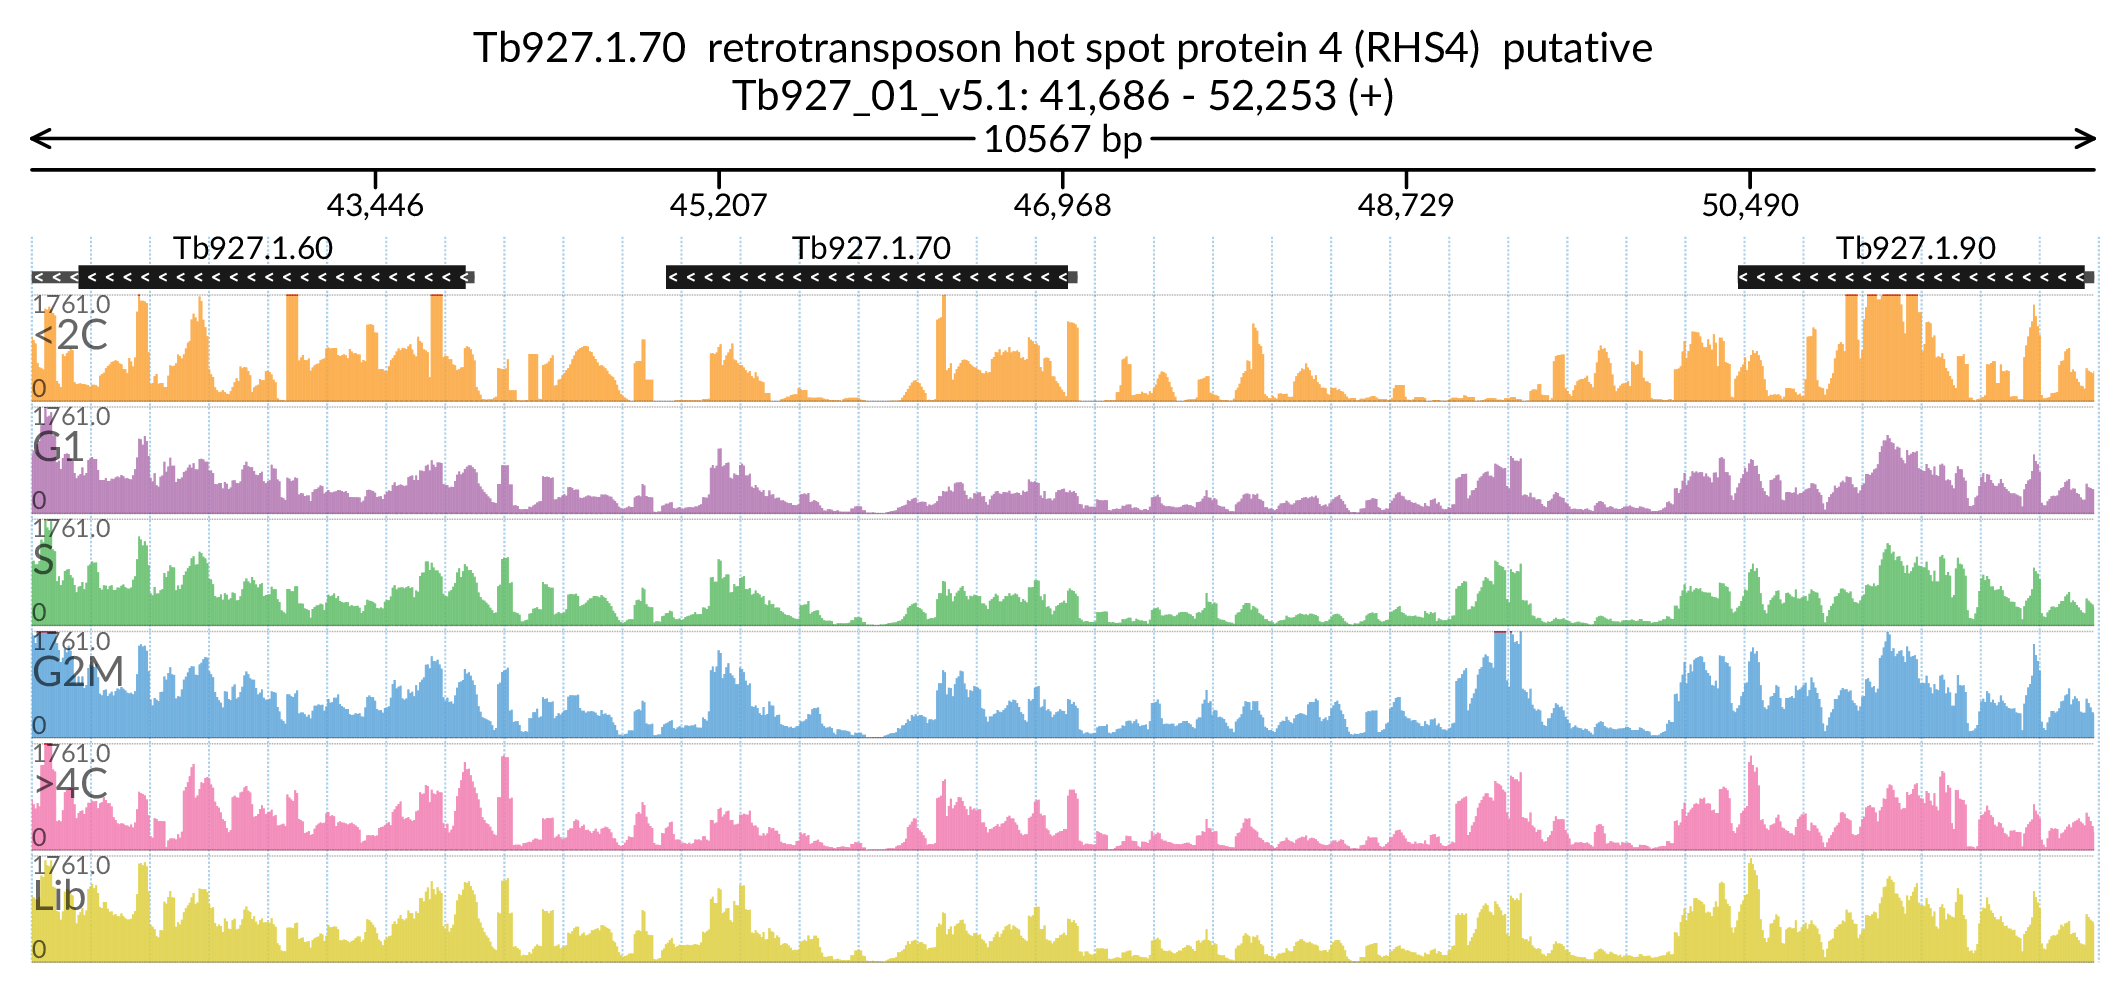 Tb927.1.70 retrotransposon hot spot protein 4 (RHS4) putative
Tb927_01_v5.1: 41,686 - 52,253 (+)
10567 bp
43,446 45,207 46,968 48,729 50,490
Tb927.1.60 Tb927.1.70 Tb927.1.90
1761.0
<2C
0
1761.0
G1
0
1761.0
S
0
1761.0
G2M
0
1761.0
>4C
0
1761.0
Lib
0